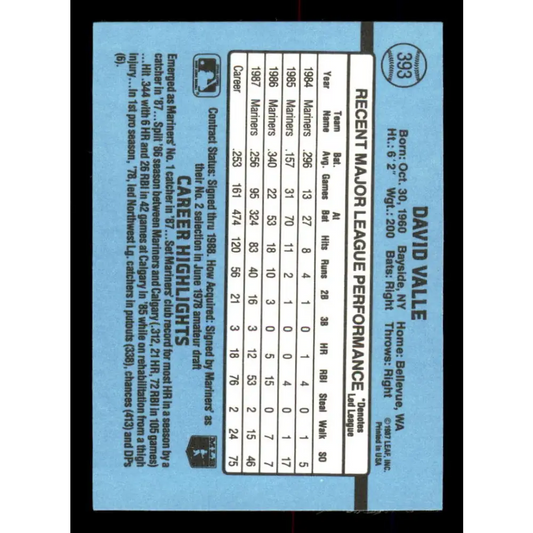 393
DAVID VALLE
Born: Oct. 30, 1960 Bayside, NY Home: Bellevue, WA
Ht.: 6' 2" Wgt.: 200 Bats: Right Throws: Right
© 1987 LEAF, INC.
Printed in USA
RECENT MAJOR LEAGUE PERFORMANCE
*Denotes
Led League
Team Bat. At
Year Name Avg. Games Bat Hits Runs 2B 3B HR RBI Steal Walk SO
1984 Mariners .296 13 27 8 4 1 0 1 4 0 1 5
1985 Mariners .157 31 70 11 2 1 0 0 4 0 1 17
1986 Mariners .340 22 53 18 10 3 0 5 15 0 7 7
1987 Mariners .256 95 324 83 40 16 3 12 53 2 15 46
Career .253 161 474 120 56 21 3 18 76 2 24 75
Contract Status: Signed thru 1988. How Acquired: Signed by Mariners' as
their No. 2 selection in June 1978 amateur draft
CAREER HIGHLIGHTS
Emerged as Mariners' No. 1 catcher in '87...Set Mariners' club record for most HR in a season by a
catcher in '87...Split '86 season between Mariners and Calgary (.312, 21 HR, 72 RBI in 105 games)
...Hit .344 with 6 HR and 26 RBI in 42 games at Calgary in '85 while on rehabilitation from a thigh
injury...In 1st pro season, '78, led Northwest Lg. catchers in putouts (338), chances (413) and DPs
(6).